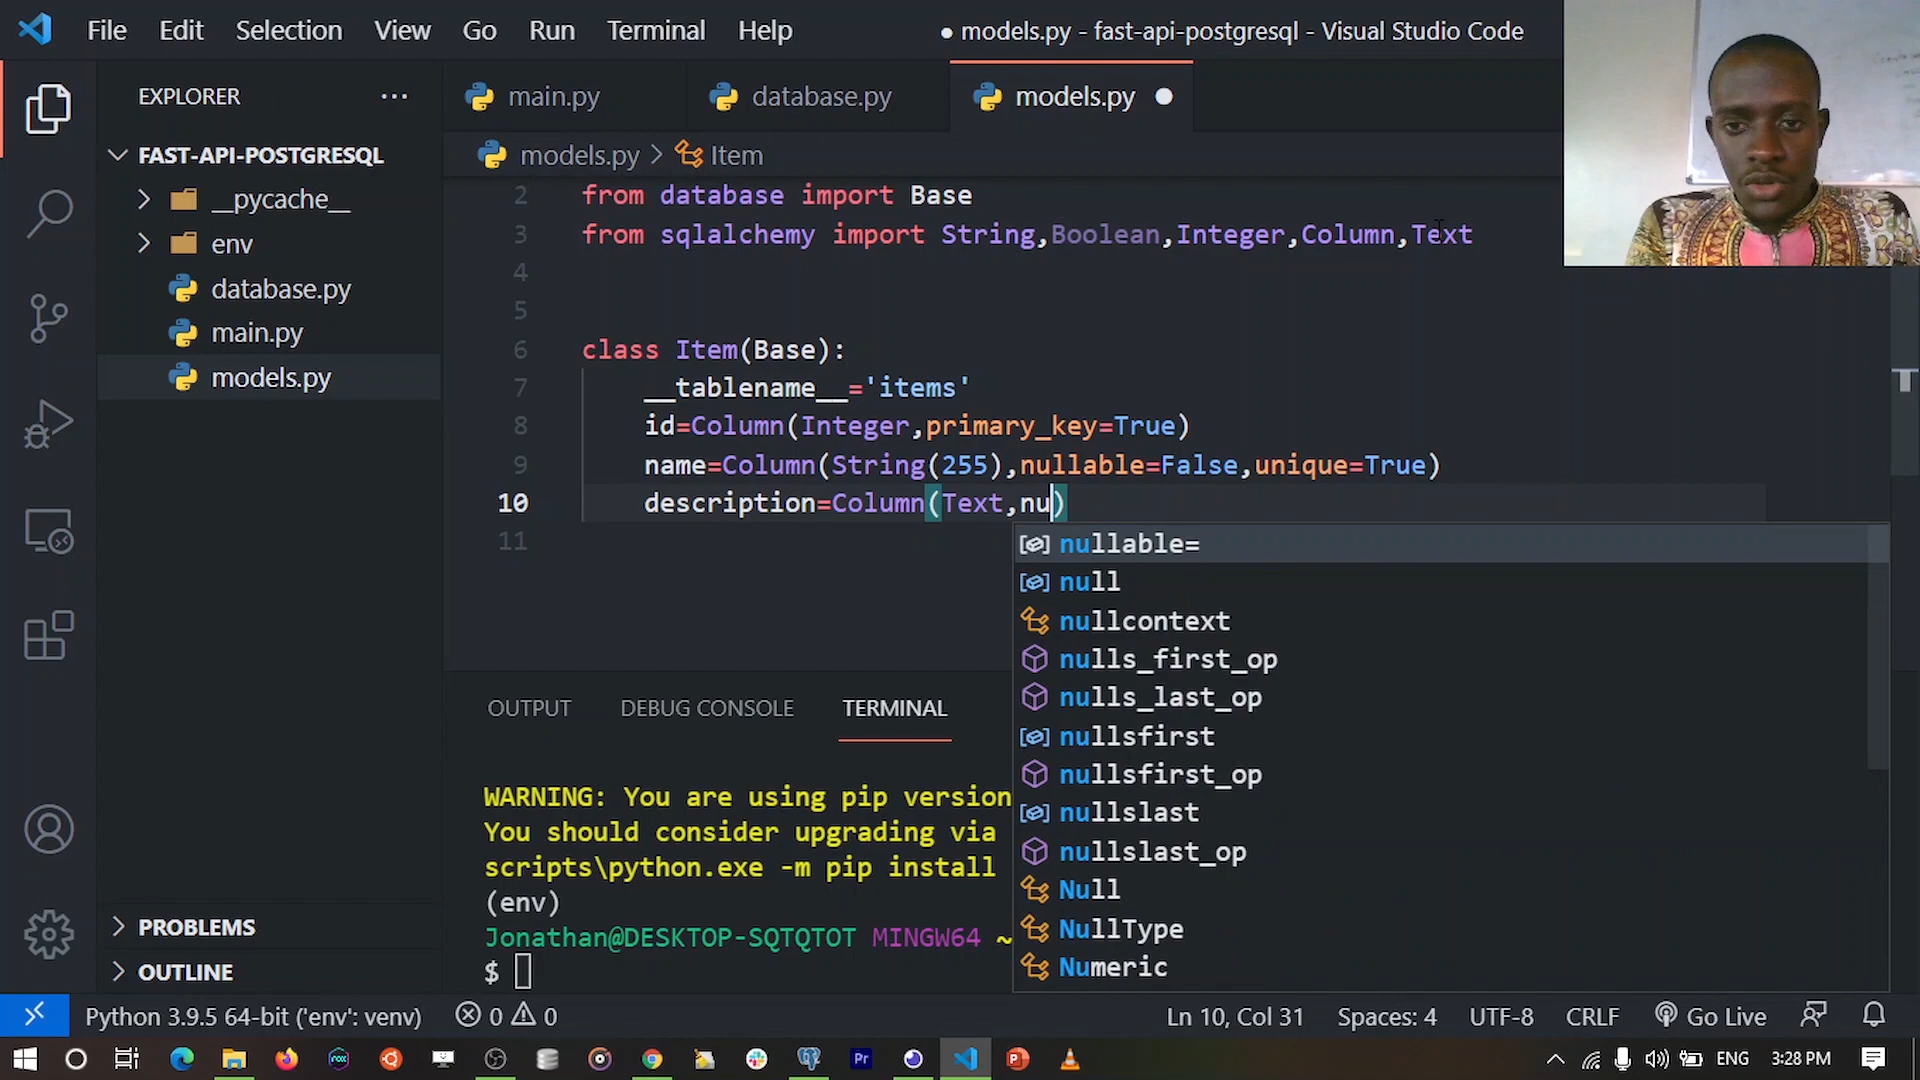 File Edit Selection View Go Run Terminal Help ● models.py - fast-api-postgresql - Visual Studio Code
EXPLORER ···
main.py database.py models.py ●
FAST-API-POSTGRESQL
models.py > Item
__pycache__
env
database.py
main.py
models.py
2 from database import Base
3 from sqlalchemy import String,Boolean,Integer,Column,Text
4
5
6 class Item(Base):
7 __tablename__='items'
8 id=Column(Integer,primary_key=True)
9 name=Column(String(255),nullable=False,unique=True)
10 description=Column(Text,nu)
11
nullable=
null
nullcontext
nulls_first_op
nulls_last_op
nullsfirst
nullsfirst_op
nullslast
nullslast_op
Null
NullType
Numeric
OUTPUT DEBUG CONSOLE TERMINAL
WARNING: You are using pip version
You should consider upgrading via
scripts\python.exe -m pip install
(env)
Jonathan@DESKTOP-SQTQTOT MINGW64 ~
$
PROBLEMS
OUTLINE
Python 3.9.5 64-bit ('env': venv) 0 0 Ln 10, Col 31 Spaces: 4 UTF-8 CRLF Go Live
nox Pr ENG 3:28 PM